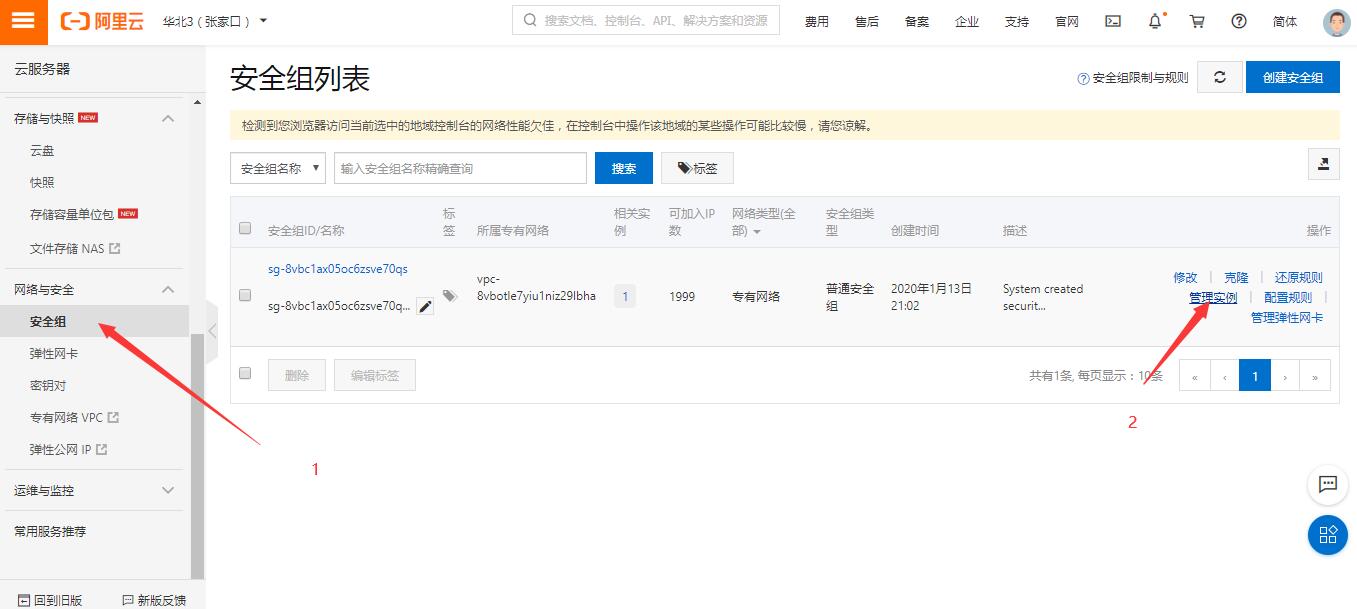 阿里云
华北3（张家口）
搜索文档、控制台、API、解决方案和资源
费用
售后
备案
企业
支持
官网
简体
云服务器
存储与快照 NEW
云盘
快照
存储容量单位包 NEW
文件存储 NAS
网络与安全
安全组
弹性网卡
密钥对
专有网络 VPC
弹性公网 IP
运维与监控
常用服务推荐
回到旧版
新版反馈
安全组列表
安全组限制与规则
创建安全组
检测到您浏览器访问当前选中的地域控制台的网络性能欠佳，在控制台中操作该地域的某些操作可能比较慢，请您谅解。
安全组名称
输入安全组名称精确查询
搜索
标签
安全组ID/名称
标
签
所属专有网络
相关实
例
可加入IP
数
网络类型(全
部)
安全组类
型
创建时间
描述
操作
sg-8vbc1ax05oc6zsve70qs
sg-8vbc1ax05oc6zsve70q...
vpc-
8vbotle7yiu1niz29lbha
1
1999
专有网络
普通安全
组
2020年1月13日
21:02
System created
securit...
修改
克隆
还原规则
管理实例
配置规则
管理弹性网卡
删除
编辑标签
共有1条, 每页显示：10条
«
‹
1
›
»
1
2